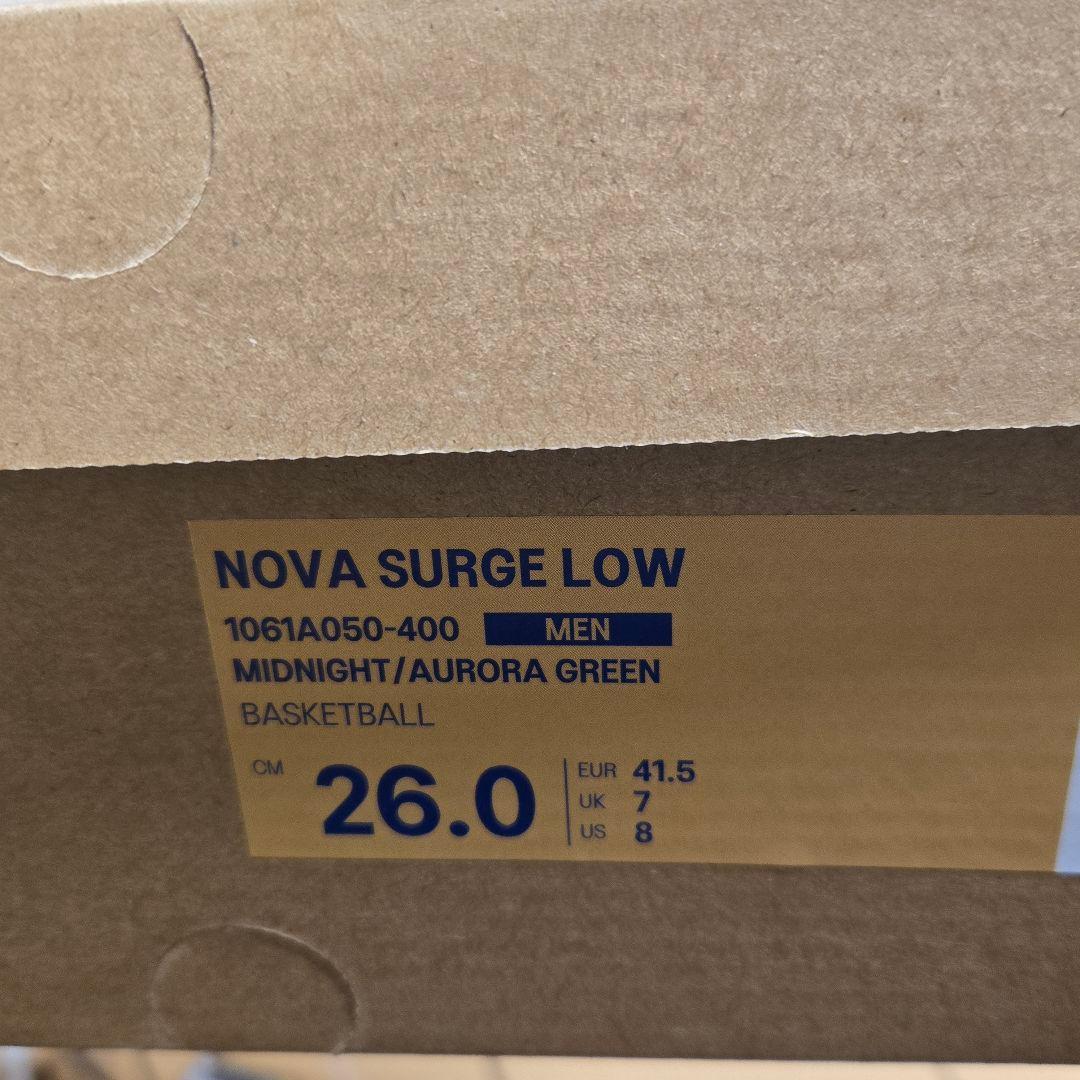 NOVA SURGE LOW
1061A050-400 MEN
MIDNIGHT/AURORA GREEN
BASKETBALL
CM 26.0
EUR 41.5
UK 7
US 8